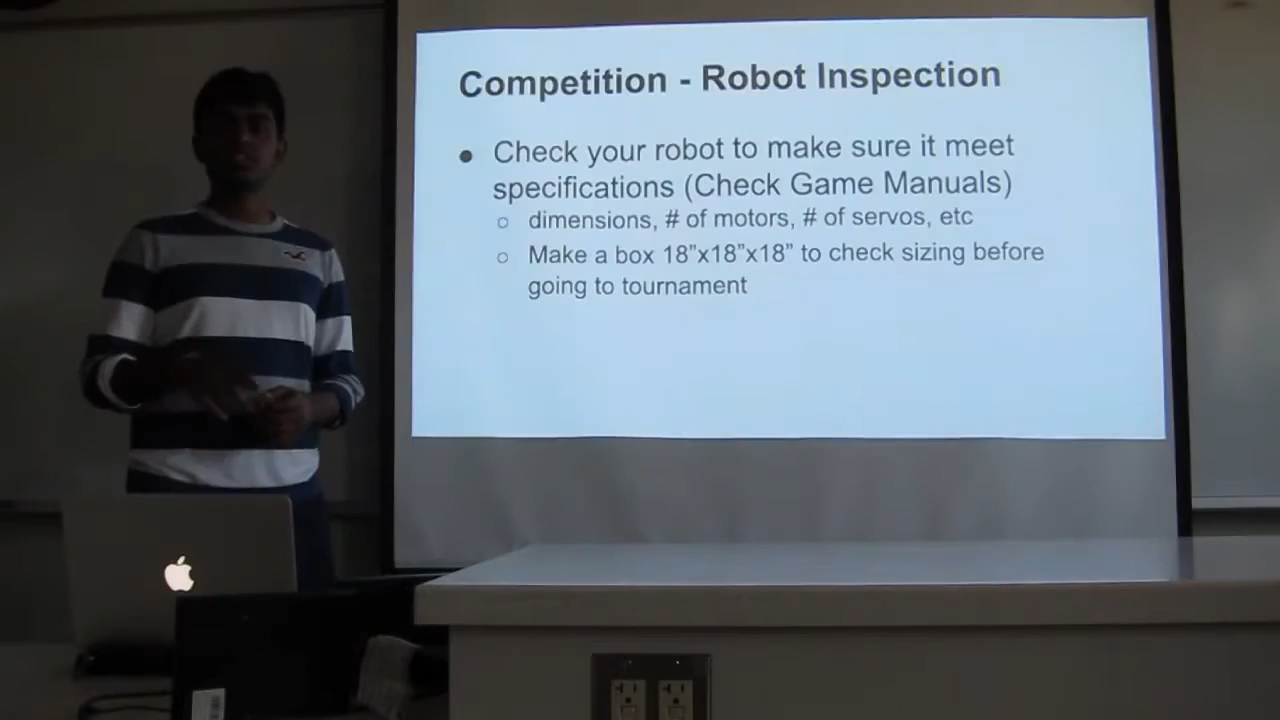 Competition - Robot Inspection
● Check your robot to make sure it meet
specifications (Check Game Manuals)
○ dimensions, # of motors, # of servos, etc
○ Make a box 18”x18”x18” to check sizing before
going to tournament